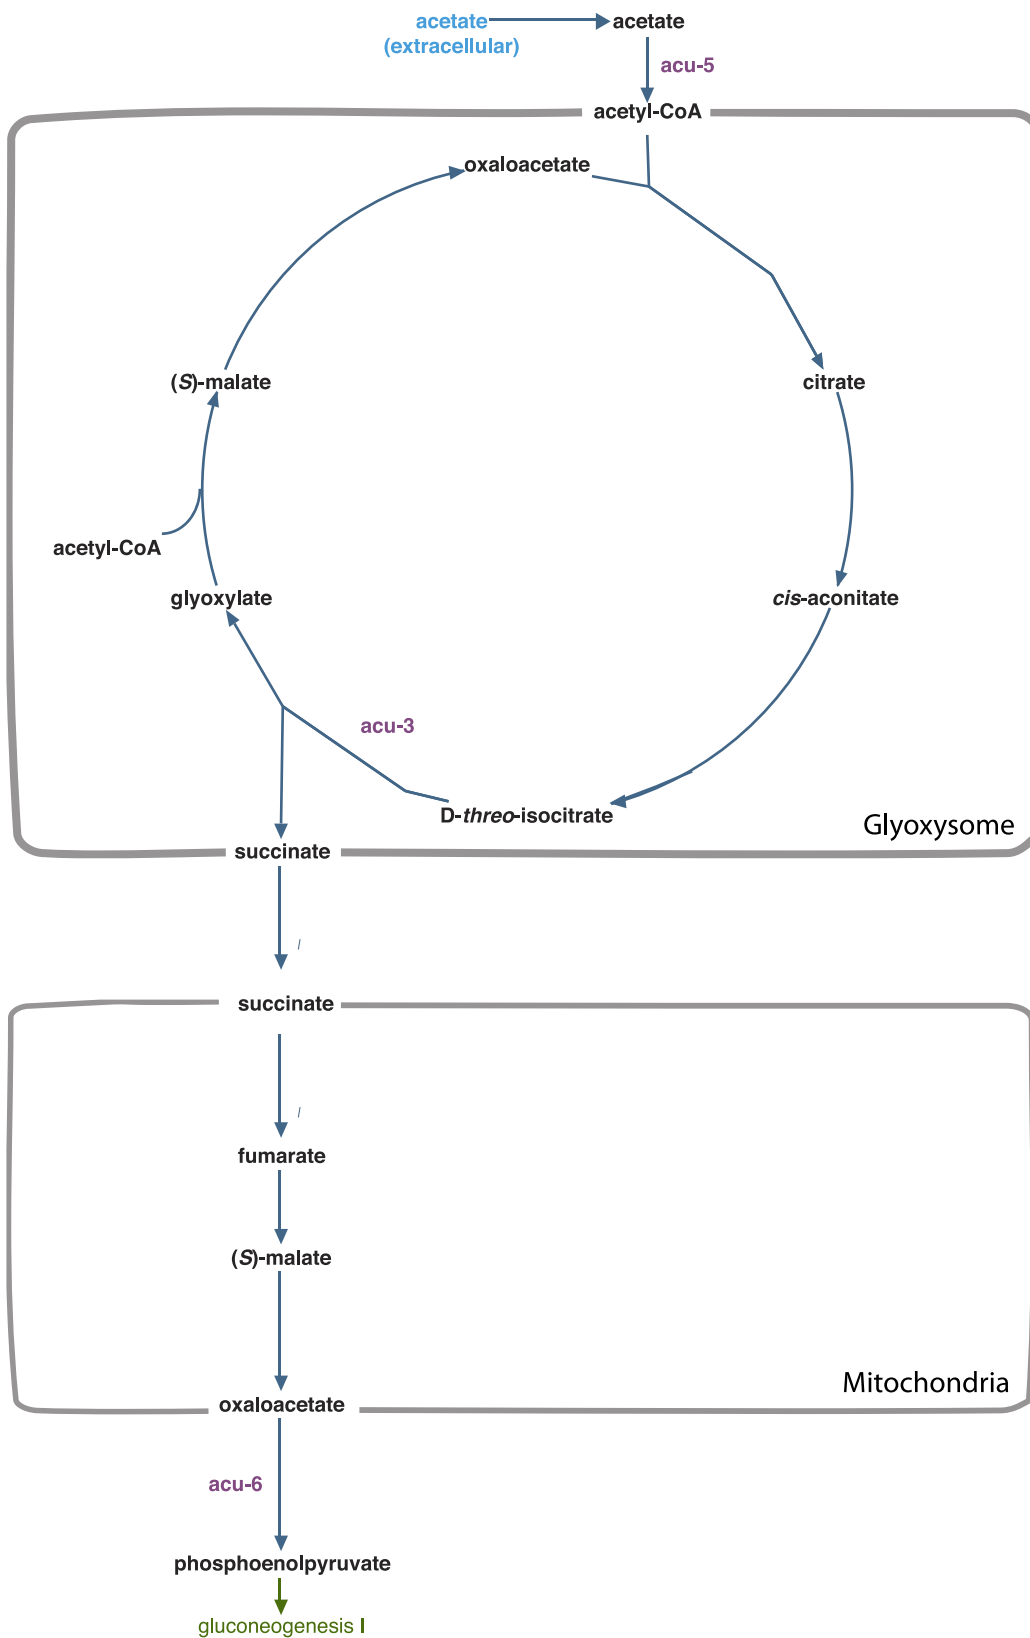 acetate
(extracellular)
acetate
acu-5
acetyl-CoA
oxaloacetate
(S)-malate
citrate
acetyl-CoA
glyoxylate
cis-aconitate
acu-3
D-threo-isocitrate
Glyoxysome
succinate
succinate
fumarate
(S)-malate
Mitochondria
oxaloacetate
acu-6
phosphoenolpyruvate
gluconeogenesis I